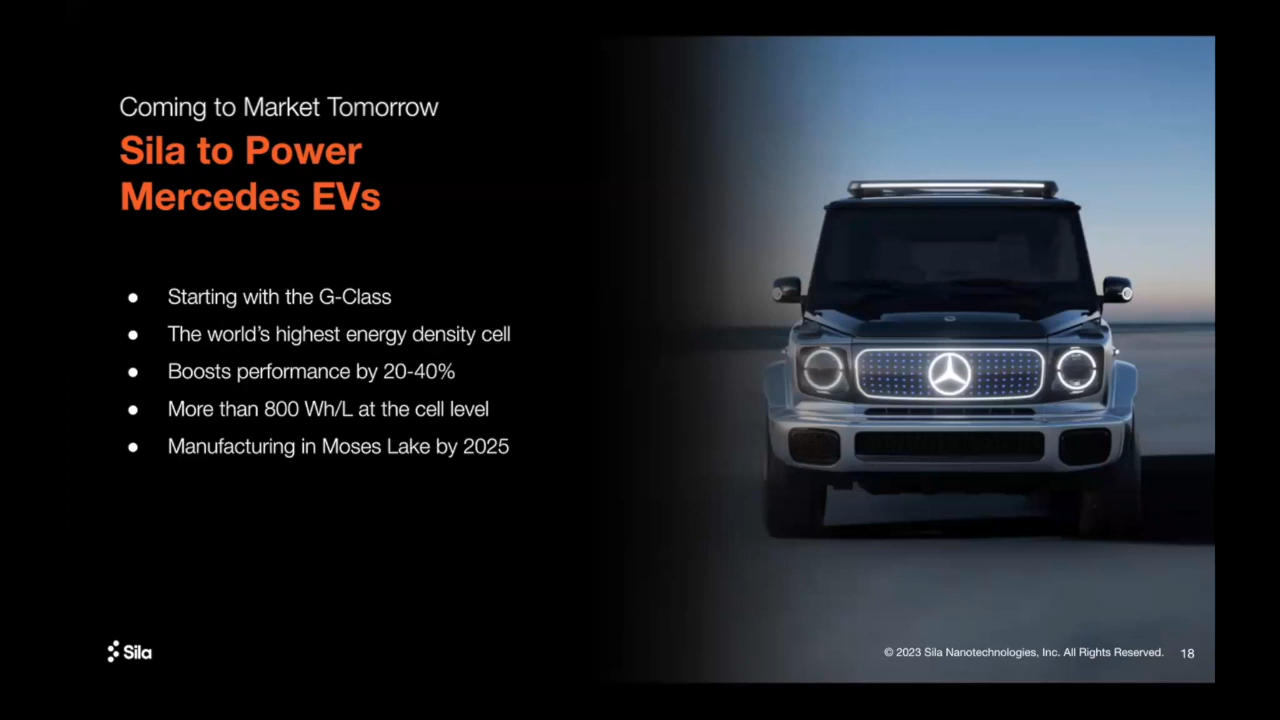 Coming to Market Tomorrow
Sila to Power
Mercedes EVs
● Starting with the G-Class
● The world's highest energy density cell
● Boosts performance by 20-40%
● More than 800 Wh/L at the cell level
● Manufacturing in Moses Lake by 2025
Sila
© 2023 Sila Nanotechnologies, Inc. All Rights Reserved. 18